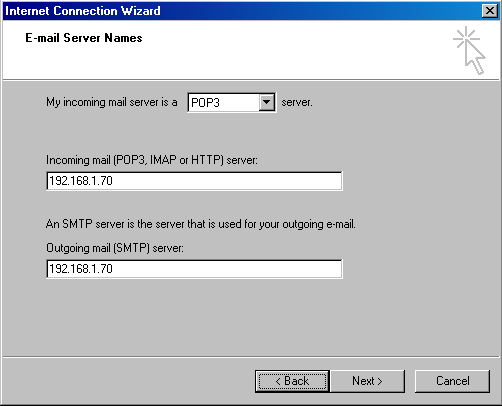 Internet Connection Wizard
E-mail Server Names
My incoming mail server is a POP3 server.
Incoming mail (POP3, IMAP or HTTP) server:
192.168.1.70
An SMTP server is the server that is used for your outgoing e-mail.
Outgoing mail (SMTP) server:
192.168.1.70
< Back Next > Cancel